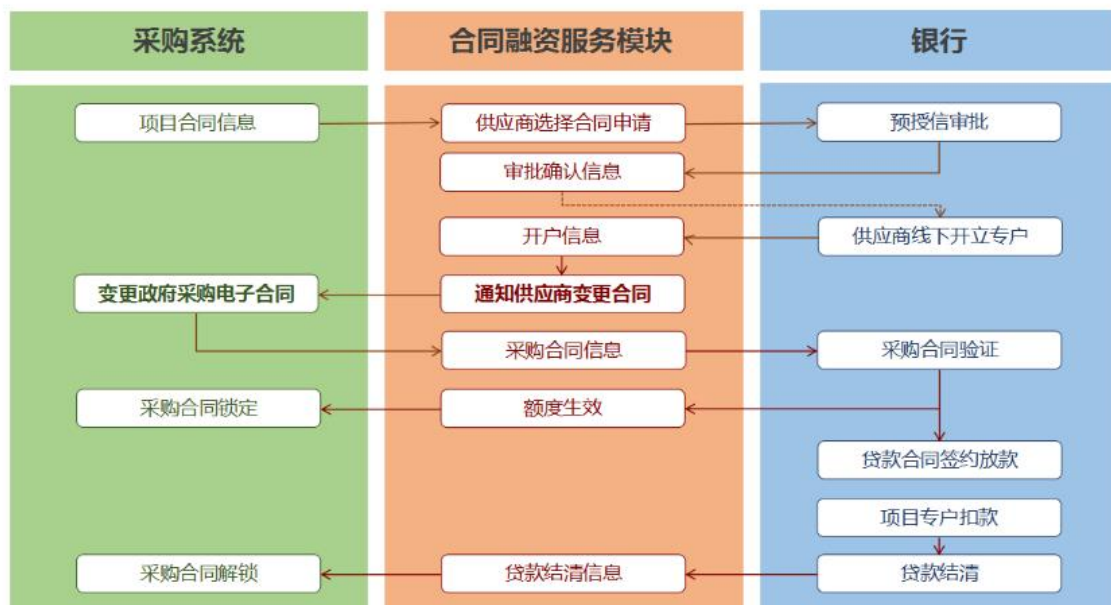 采购系统
合同融资服务模块
银行
项目合同信息
供应商选择合同申请
预授信审批
审批确认信息
开户信息
供应商线下开立专户
变更政府采购电子合同
通知供应商变更合同
采购合同信息
采购合同验证
采购合同锁定
额度生效
贷款合同签约放款
项目专户扣款
采购合同解锁
贷款结清信息
贷款结清